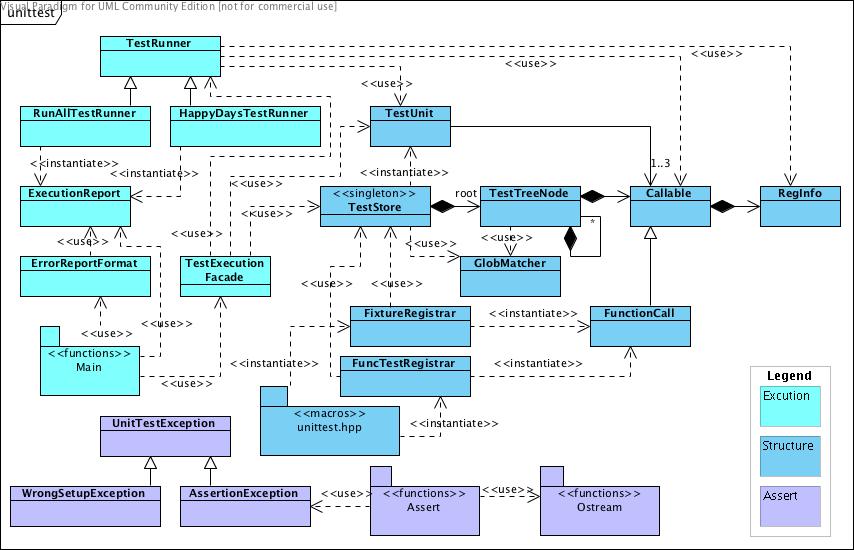 Visual Paradigm for UML Community Edition [not for commercial use]
unittest
TestRunner
<<use>>
<<use>>
<<use>>
RunAllTestRunner
HappyDaysTestRunner
TestUnit
<<instantiate>>
<<instantiate>>
<<instantiate>>
1..3
<<use>>
ExecutionReport
<<singleton>>
TestStore
root
TestTreeNode
Callable
RegInfo
<<use>>
*
<<use>>
<<use>>
<<use>>
<<use>>
ErrorReportFormat
TestExecution
Facade
GlobMatcher
<<use>>
<<use>>
FixtureRegistrar
<<instantiate>>
FunctionCall
<<use>>
<<use>>
<<functions>>
Main
<<instantiate>>
FuncTestRegistrar
<<instantiate>>
<<use>>
Legend
Excution
<<macros>>
unittest.hpp
<<instantiate>>
UnitTestException
Structure
WrongSetupException
AssertionException
<<use>>
<<functions>>
Assert
<<use>>
<<functions>>
Ostream
Assert